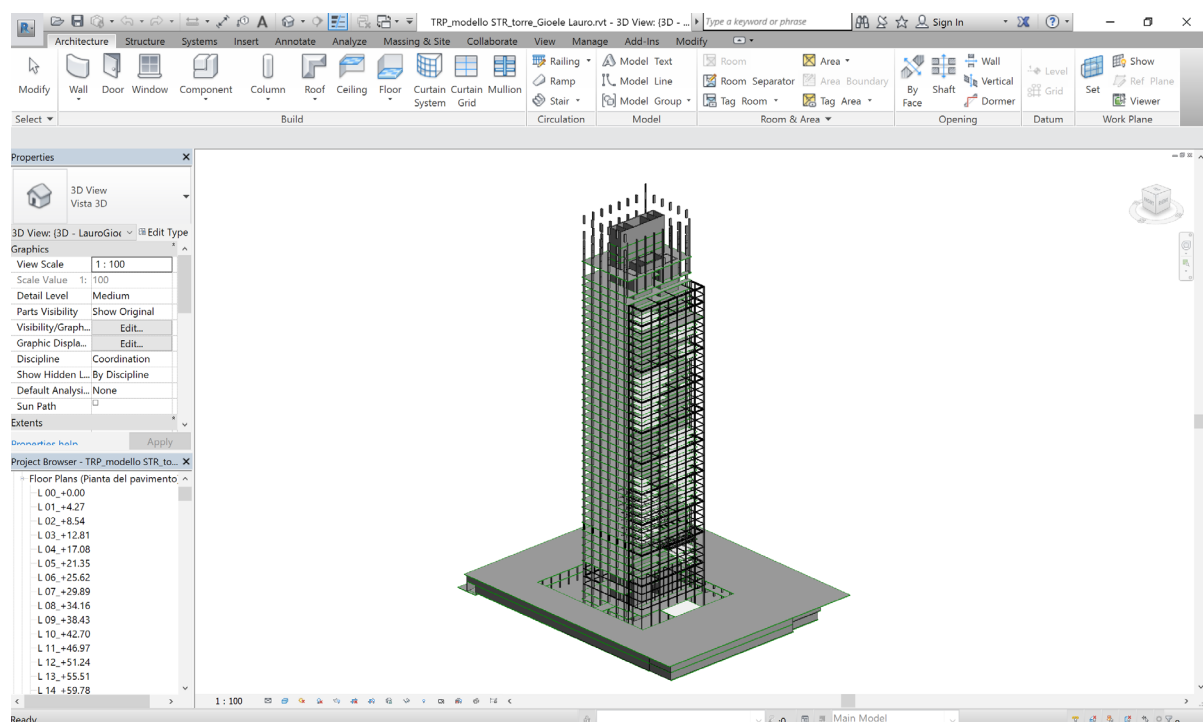 TRP_modello STR_torre_Gioele Lauro.rvt - 3D View: {3D - ...
Type a keyword or phrase
Sign In
Architecture Structure Systems Insert Annotate Analyze Massing & Site Collaborate View Manage Add-Ins Modify
Modify Wall Door Window Component Column Roof Ceiling Floor Curtain System Curtain Grid Mullion
Railing
Ramp
Stair
Model Text
Model Line
Model Group
Room
Room Separator
Tag Room
Area
Area Boundary
Tag Area
By Face
Shaft
Wall
Vertical
Dormer
Level
Grid
Set
Show
Ref Plane
Viewer
Select Build Circulation Model Room & Area Opening Datum Work Plane
Properties
3D View
Vista 3D
3D View: {3D - LauroGioe Edit Type
Graphics
View Scale 1 : 100
Scale Value 1: 100
Detail Level Medium
Parts Visibility Show Original
Visibility/Graph... Edit...
Graphic Displa... Edit...
Discipline Coordination
Show Hidden L... By Discipline
Default Analysi... None
Sun Path
Extents
Properties help Apply
Project Browser - TRP_modello STR_to...
Floor Plans (Pianta del pavimento
L 00_+0.00
L 01_+4.27
L 02_+8.54
L 03_+12.81
L 04_+17.08
L 05_+21.35
L 06_+25.62
L 07_+29.89
L 08_+34.16
L 09_+38.43
L 10_+42.70
L 11_+46.97
L 12_+51.24
L 13_+55.51
L 14_+59.78
1 : 100
Ready
Main Model